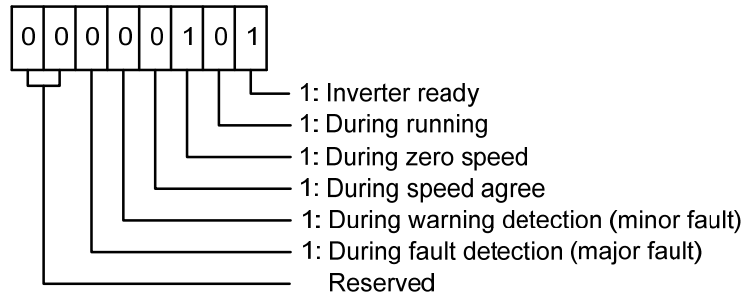 0 0 0 0 0 1 0 1
1: Inverter ready
1: During running
1: During zero speed
1: During speed agree
1: During warning detection (minor fault)
1: During fault detection (major fault)
Reserved